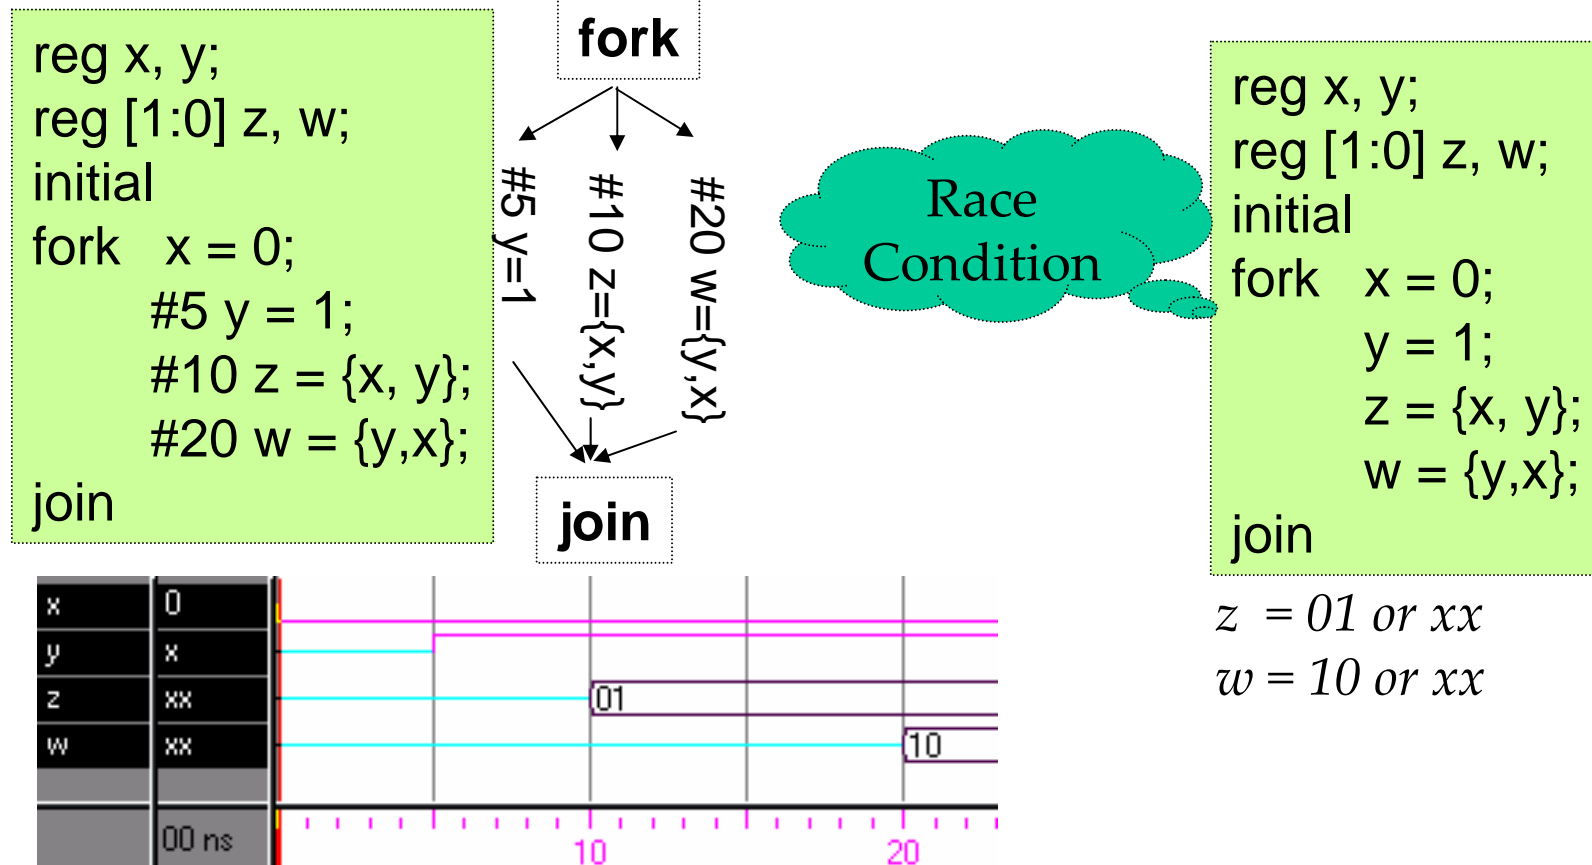 reg x, y;
reg [1:0] z, w;
initial
fork x = 0;
#5 y = 1;
#10 z = {x, y};
#20 w = {y,x};
join
fork
#5 y=1
#10 z={x,y}
#20 w={y,x}
join
Race
Condition
reg x, y;
reg [1:0] z, w;
initial
fork x = 0;
y = 1;
z = {x, y};
w = {y,x};
join
z = 01 or xx
w = 10 or xx
x 0
y x
z xx 01
w xx 10
00 ns 10 20